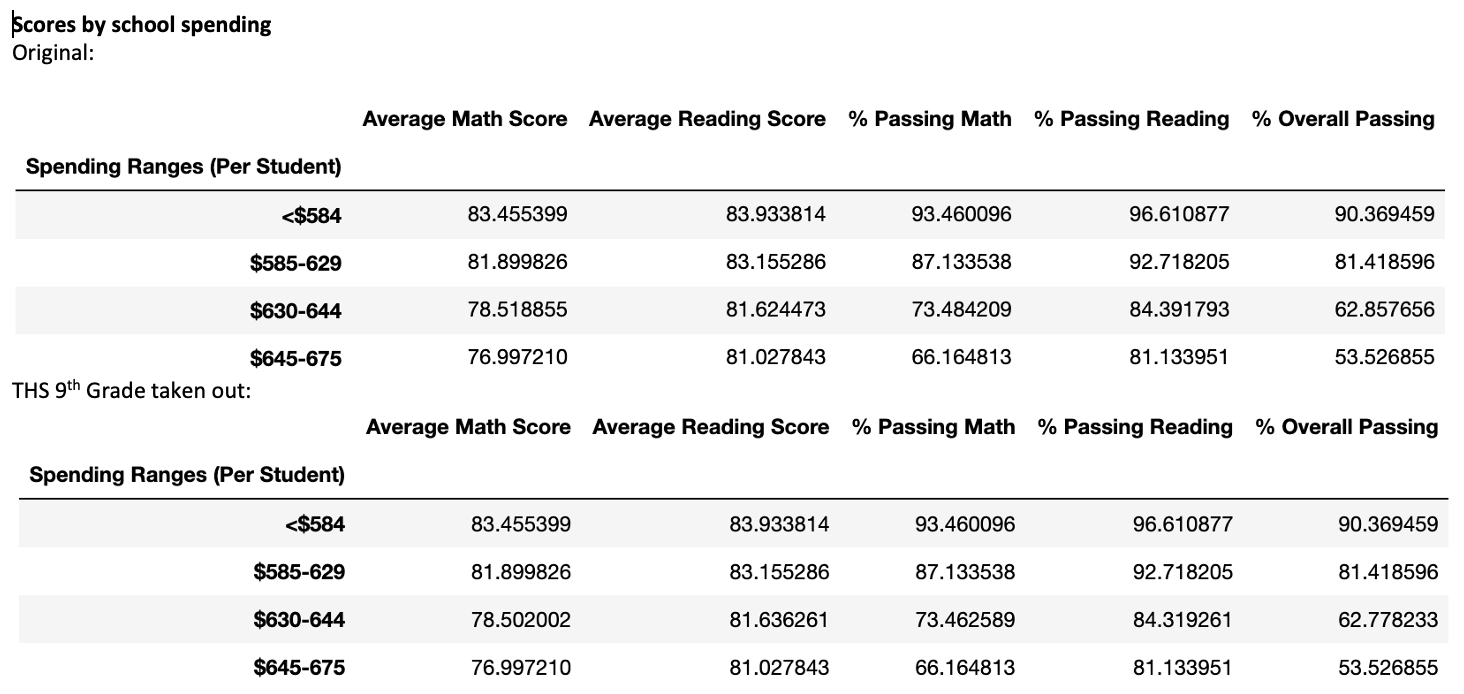 Scores by school spending
Original:
Average Math Score Average Reading Score % Passing Math % Passing Reading % Overall Passing
Spending Ranges (Per Student)
<$584 83.455399 83.933814 93.460096 96.610877 90.369459
$585-629 81.899826 83.155286 87.133538 92.718205 81.418596
$630-644 78.518855 81.624473 73.484209 84.391793 62.857656
$645-675 76.997210 81.027843 66.164813 81.133951 53.526855
THS 9th Grade taken out:
Average Math Score Average Reading Score % Passing Math % Passing Reading % Overall Passing
Spending Ranges (Per Student)
<$584 83.455399 83.933814 93.460096 96.610877 90.369459
$585-629 81.899826 83.155286 87.133538 92.718205 81.418596
$630-644 78.502002 81.636261 73.462589 84.319261 62.778233
$645-675 76.997210 81.027843 66.164813 81.133951 53.526855